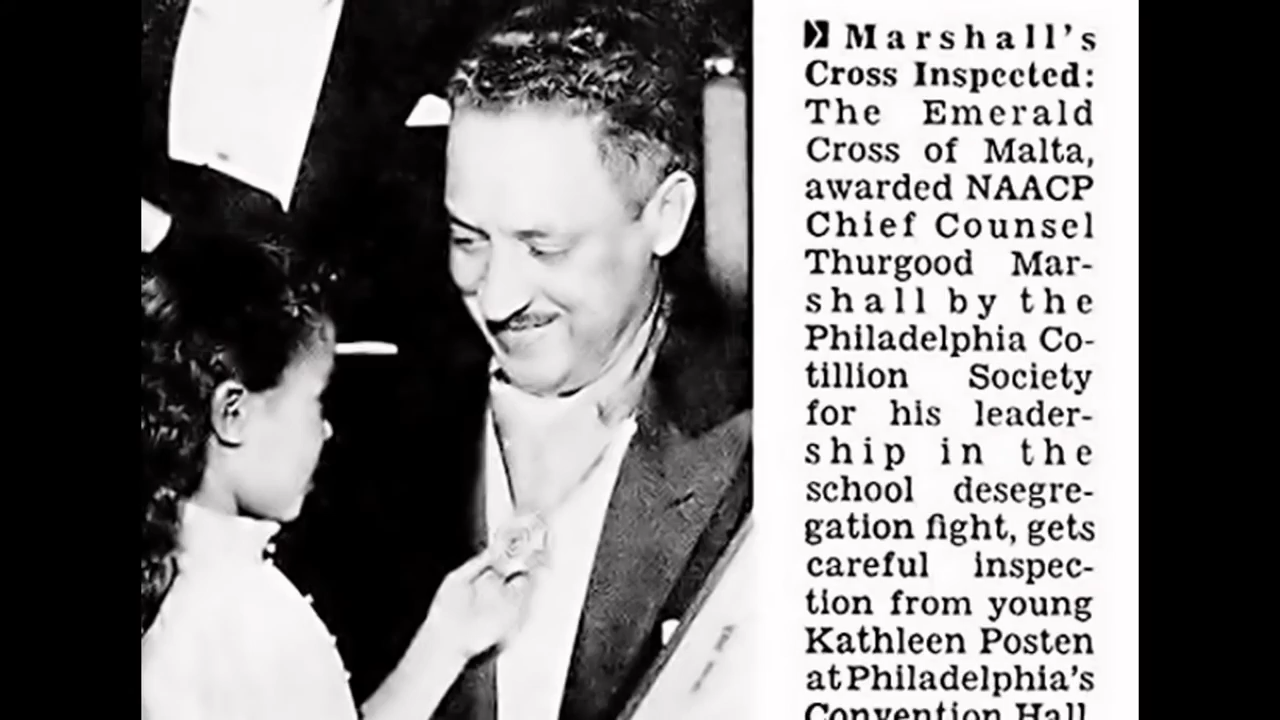 Marshall's
Cross Inspected:
The Emerald
Cross of Malta,
awarded NAACP
Chief Counsel
Thurgood Mar-
shall by the
Philadelphia Co-
tillion Society
for his leader-
ship in the
school desegre-
gation fight, gets
careful inspec-
tion from young
Kathleen Posten
at Philadelphia's
Convention Hall.